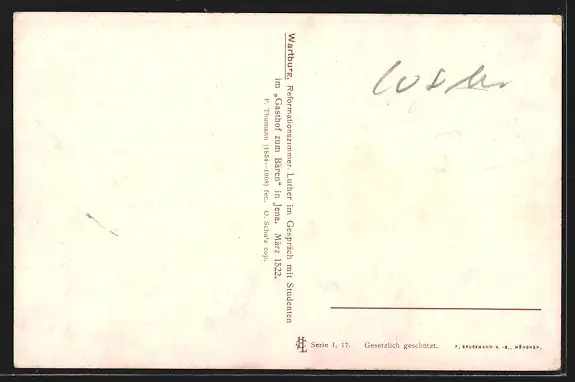 Wartburg, Reformationszimmer. Luther im Gespräch mit Studenten
im „Gasthof zum Bären“ in Jena. März 1522.
P. Thumann (1834—1908) fec. O. Schulz cop.
Serie I, 17. Gesetzlich geschützt. F. BRUCKMANN A.-G., MÜNCHEN.